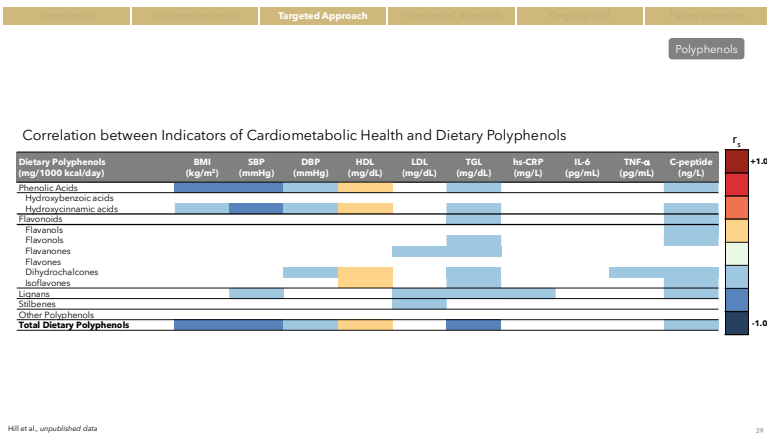 Introduction Nutrimetabolomics Targeted Approach "Foodomics" Approach Ongoing Trial Future Directions
Polyphenols
Correlation between Indicators of Cardiometabolic Health and Dietary Polyphenols
rs
Dietary Polyphenols BMI SBP DBP HDL LDL TGL hs-CRP IL-6 TNF-α C-peptide
(mg/1000 kcal/day) (kg/m²) (mmHg) (mmHg) (mg/dL) (mg/dL) (mg/dL) (mg/L) (pg/mL) (pg/mL) (ng/L)
+1.0
Phenolic Acids
Hydroxybenzoic acids
Hydroxycinnamic acids
Flavonoids
Flavanols
Flavonols
Flavanones
Flavones
Dihydrochalcones
Isoflavones
Lignans
Stilbenes
Other Polyphenols
Total Dietary Polyphenols
-1.0
Hill et al., unpublished data
29